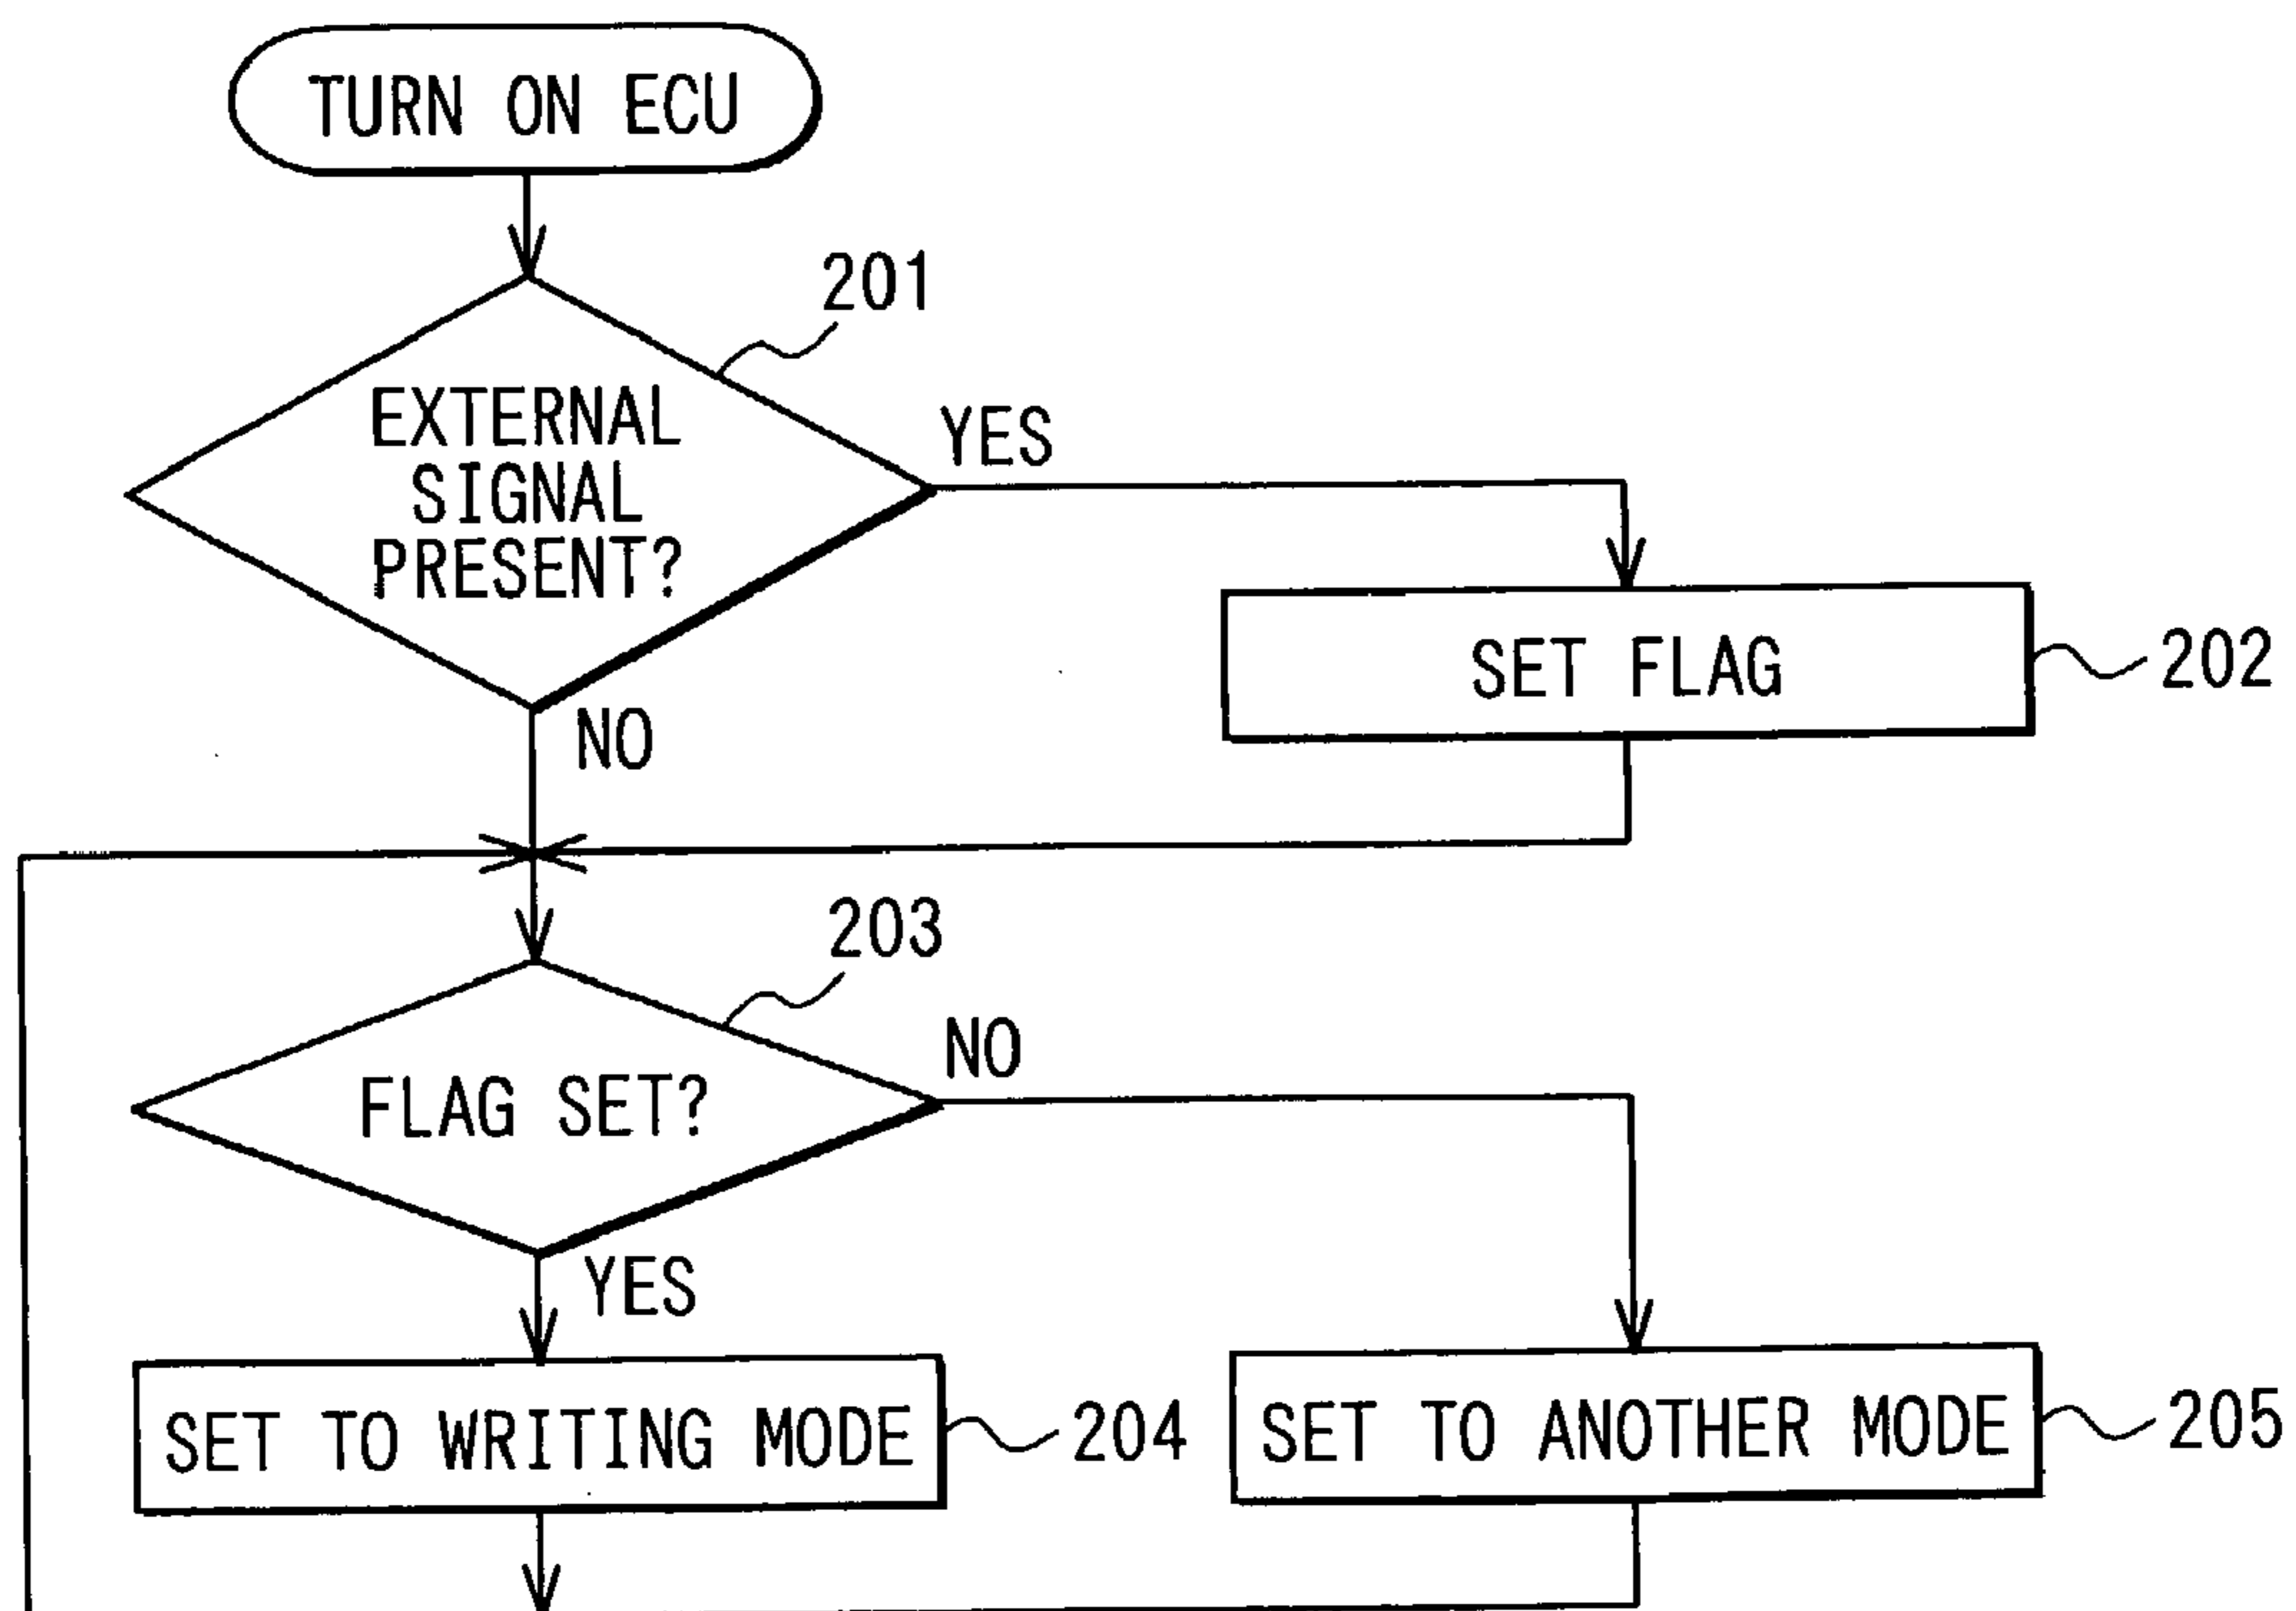 TURN ON ECU
201
EXTERNAL
SIGNAL
PRESENT?
YES
NO
SET FLAG
202
203
FLAG SET?
NO
YES
SET TO WRITING MODE
204
SET TO ANOTHER MODE
205